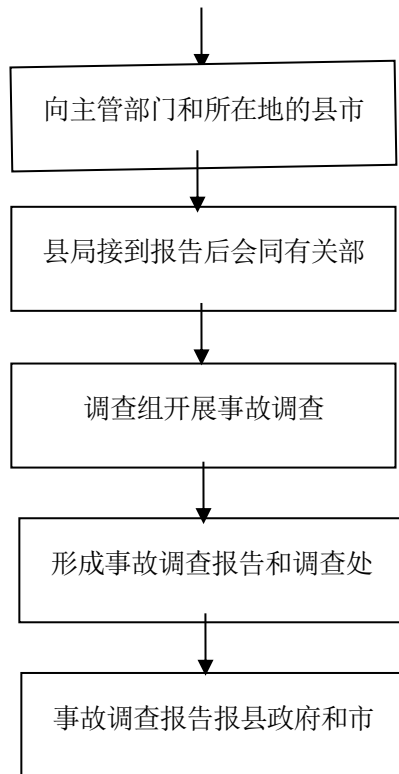 向主管部门和所在地的县市
县局接到报告后会同有关部
调查组开展事故调查
形成事故调查报告和调查处
事故调查报告报县政府和市